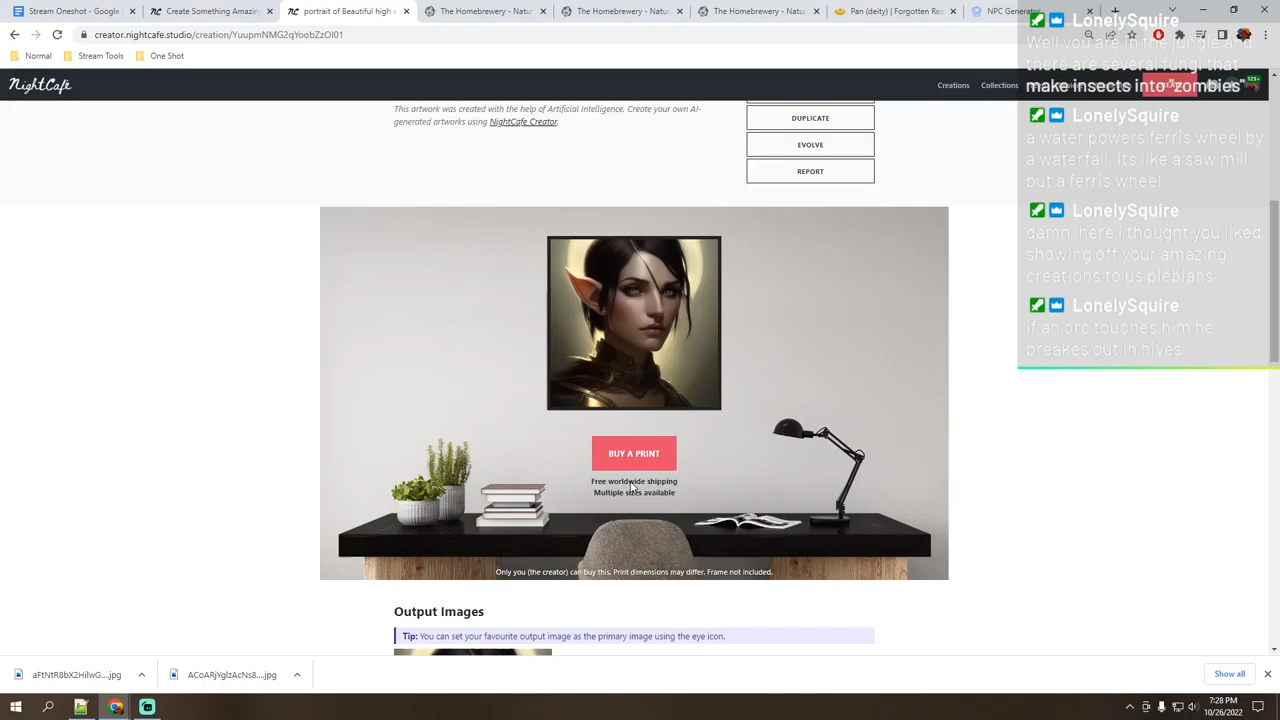 Stream Oneshot - Google D
Create Something Amazin
portrait of Beautiful high e
The Homebrewery - New
The Homebrewery - New
The Homebrewery - New
Pan (deity) | Forgotten Rea
NPC Generator
creator.nightcafe.studio/creation/YuupmNMG2qYoobZzOl01
Normal
Stream Tools
One Shot
NightCafe
Creations
Collections
123+
This artwork was created with the help of Artificial Intelligence. Create your own AI-
generated artworks using NightCafe Creator.
DUPLICATE
EVOLVE
REPORT
BUY A PRINT
Free worldwide shipping
Multiple sizes available
Only you (the creator) can buy this. Print dimensions may differ. Frame not included.
Output Images
Tip: You can set your favourite output image as the primary image using the eye icon.
LonelySquire
Well you are in the jungle and
there are several fungi that
make insects into zombies
LonelySquire
a water powers ferris wheel by
a waterfall, its lke a saw mill
but a ferris wheel
LonelySquire
damn, here i thought you liked
showing off your amazing
creations to us plebians
LonelySquire
if an orc touches him he
breakes out in hives
aFtNtR8bX2HilwG....jpg
ACoARjYglzAcNs8....jpg
Show all
7:28 PM
10/26/2022